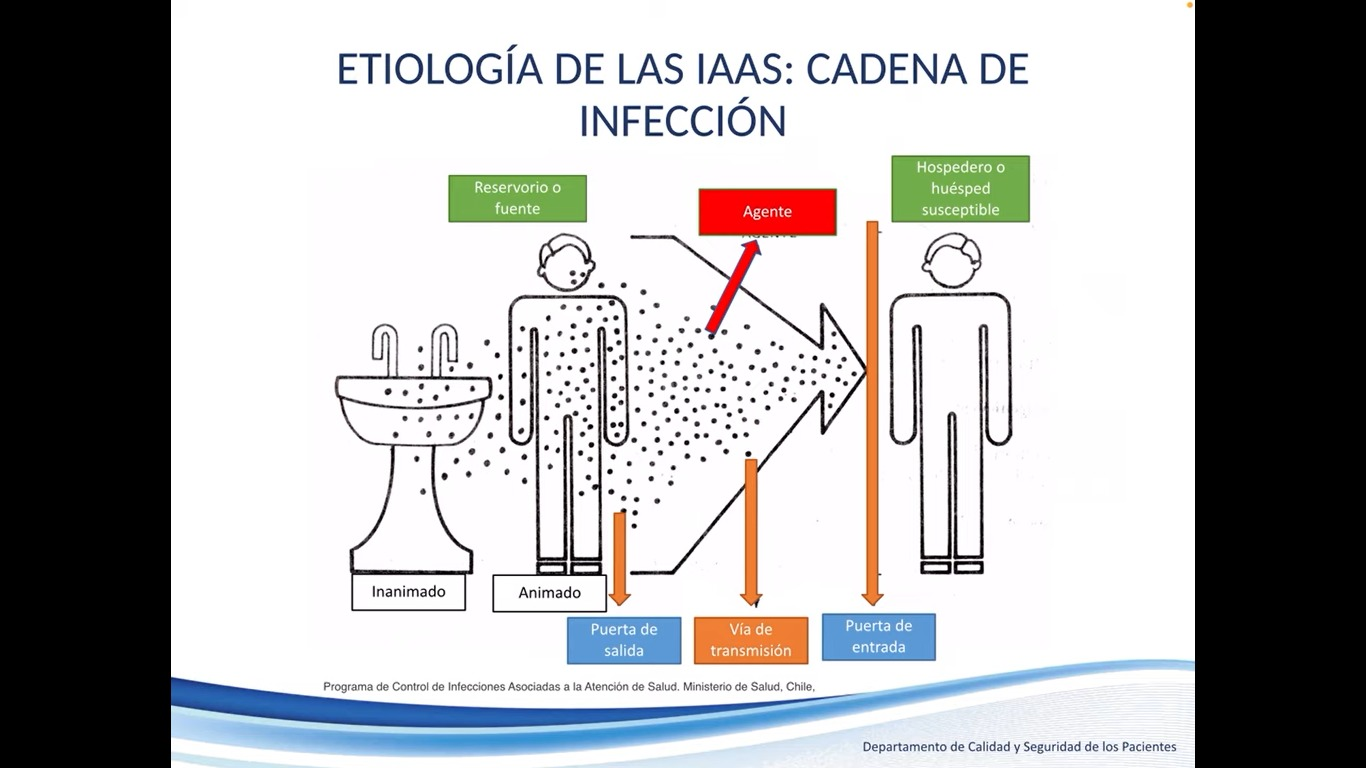 ETIOLOGÍA DE LAS IAAS: CADENA DE
INFECCIÓN
Reservorio o
fuente
Agente
Hospedero o
huésped
susceptible
Inanimado
Animado
Puerta de
salida
Vía de
transmisión
Puerta de
entrada
Programa de Control de Infecciones Asociadas a la Atención de Salud. Ministerio de Salud, Chile,
Departamento de Calidad y Seguridad de los Pacientes